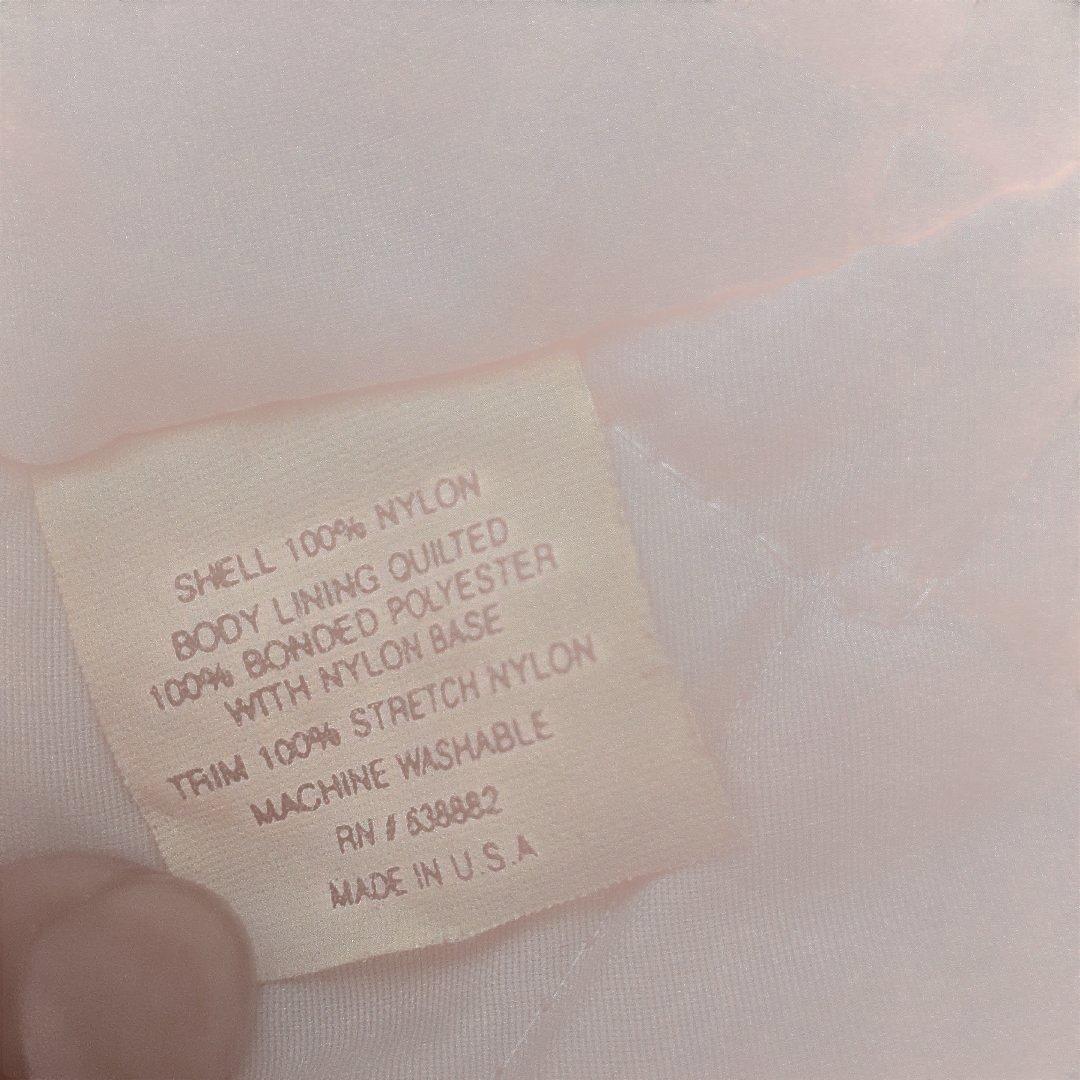 SHELL 100% NYLON
BODY LINING QUILTED
100% BONDED POLYESTER
WITH NYLON BASE
TRIM 100% STRETCH NYLON
MACHINE WASHABLE
RN #
MADE IN U.S.A